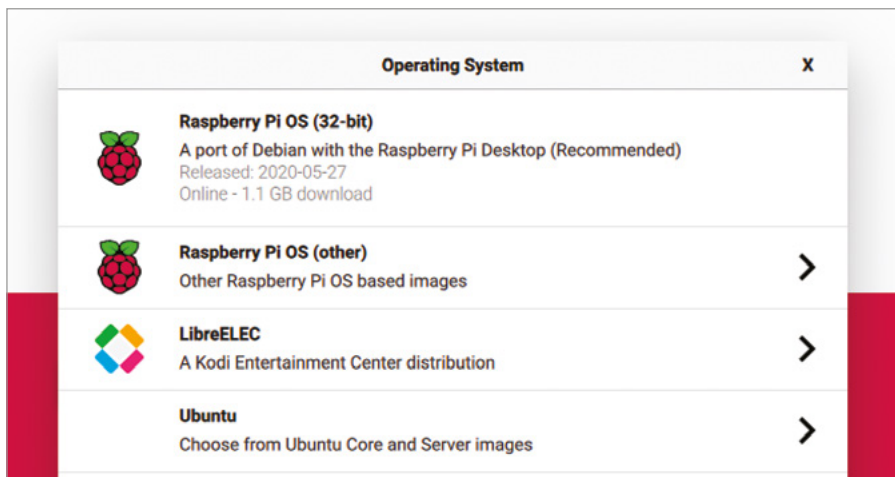 Operating System X
Raspberry Pi OS (32-bit)
A port of Debian with the Raspberry Pi Desktop (Recommended)
Released: 2020-05-27
Online - 1.1 GB download
Raspberry Pi OS (other)
Other Raspberry Pi OS based images
LibreELEC
A Kodi Entertainment Center distribution
Ubuntu
Choose from Ubuntu Core and Server images